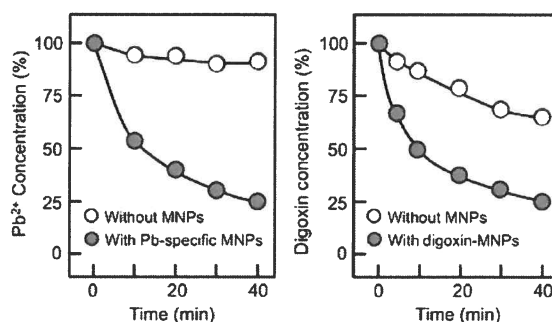 Pb²⁺ Concentration (%)
100
75
50
25
0
Without MNPs
With Pb-specific MNPs
0
20
40
Time (min)
Digoxin concentration (%)
100
75
50
25
0
Without MNPs
With digoxin-MNPs
0
20
40
Time (min)